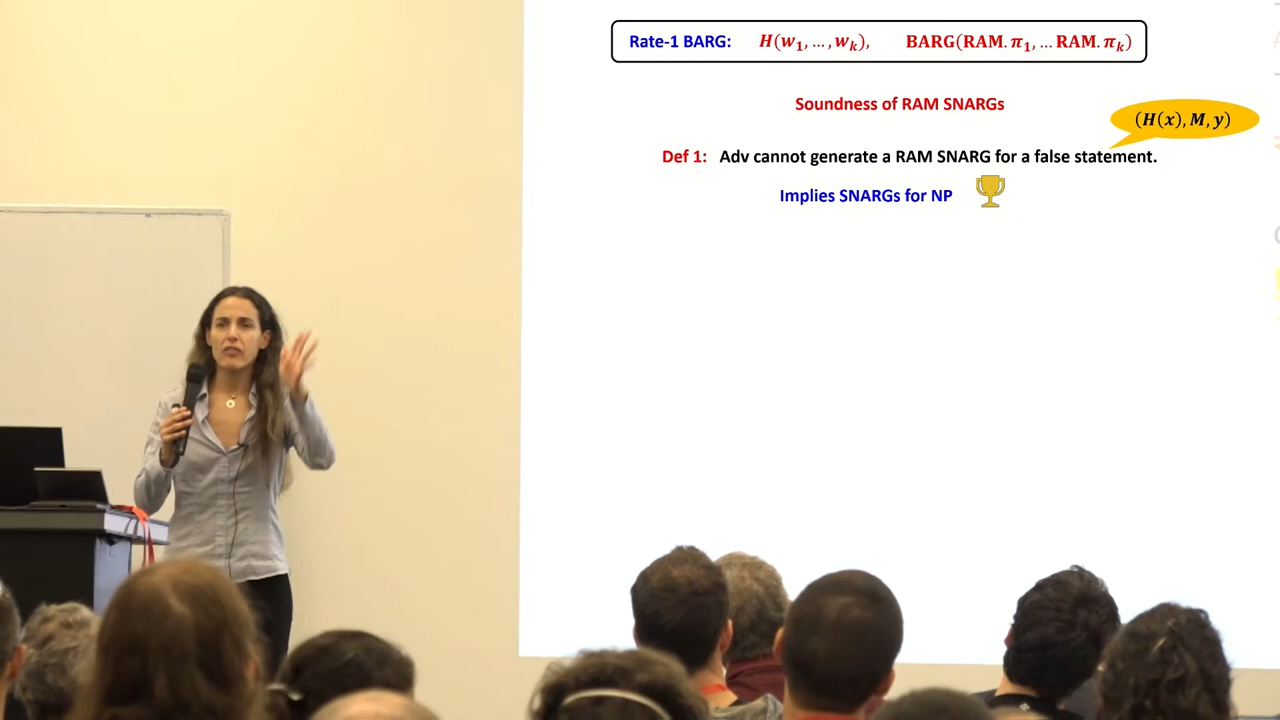 Rate-1 BARG: H(w₁, … , wₖ), BARG(RAM. π₁, … RAM. πₖ)
Soundness of RAM SNARGs
(H(x), M, y)
Def 1: Adv cannot generate a RAM SNARG for a false statement.
Implies SNARGs for NP